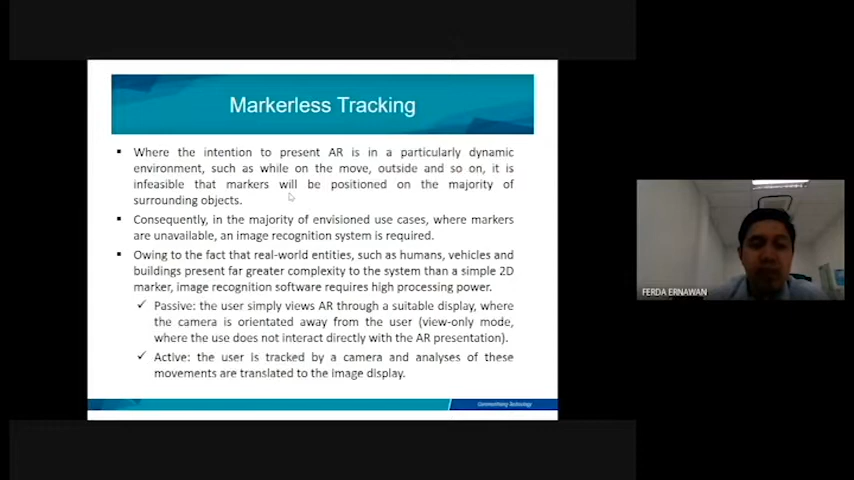 Markerless Tracking
▪ Where the intention to present AR is in a particularly dynamic
environment, such as while on the move, outside and so on, it is
infeasible that markers will be positioned on the majority of
surrounding objects.
▪ Consequently, in the majority of envisioned use cases, where markers
are unavailable, an image recognition system is required.
▪ Owing to the fact that real-world entities, such as humans, vehicles and
buildings present far greater complexity to the system than a simple 2D
marker, image recognition software requires high processing power.
✓ Passive: the user simply views AR through a suitable display, where
the camera is orientated away from the user (view-only mode,
where the use does not interact directly with the AR presentation).
✓ Active: the user is tracked by a camera and analyses of these
movements are translated to the image display.
FERDA ERNAWAN